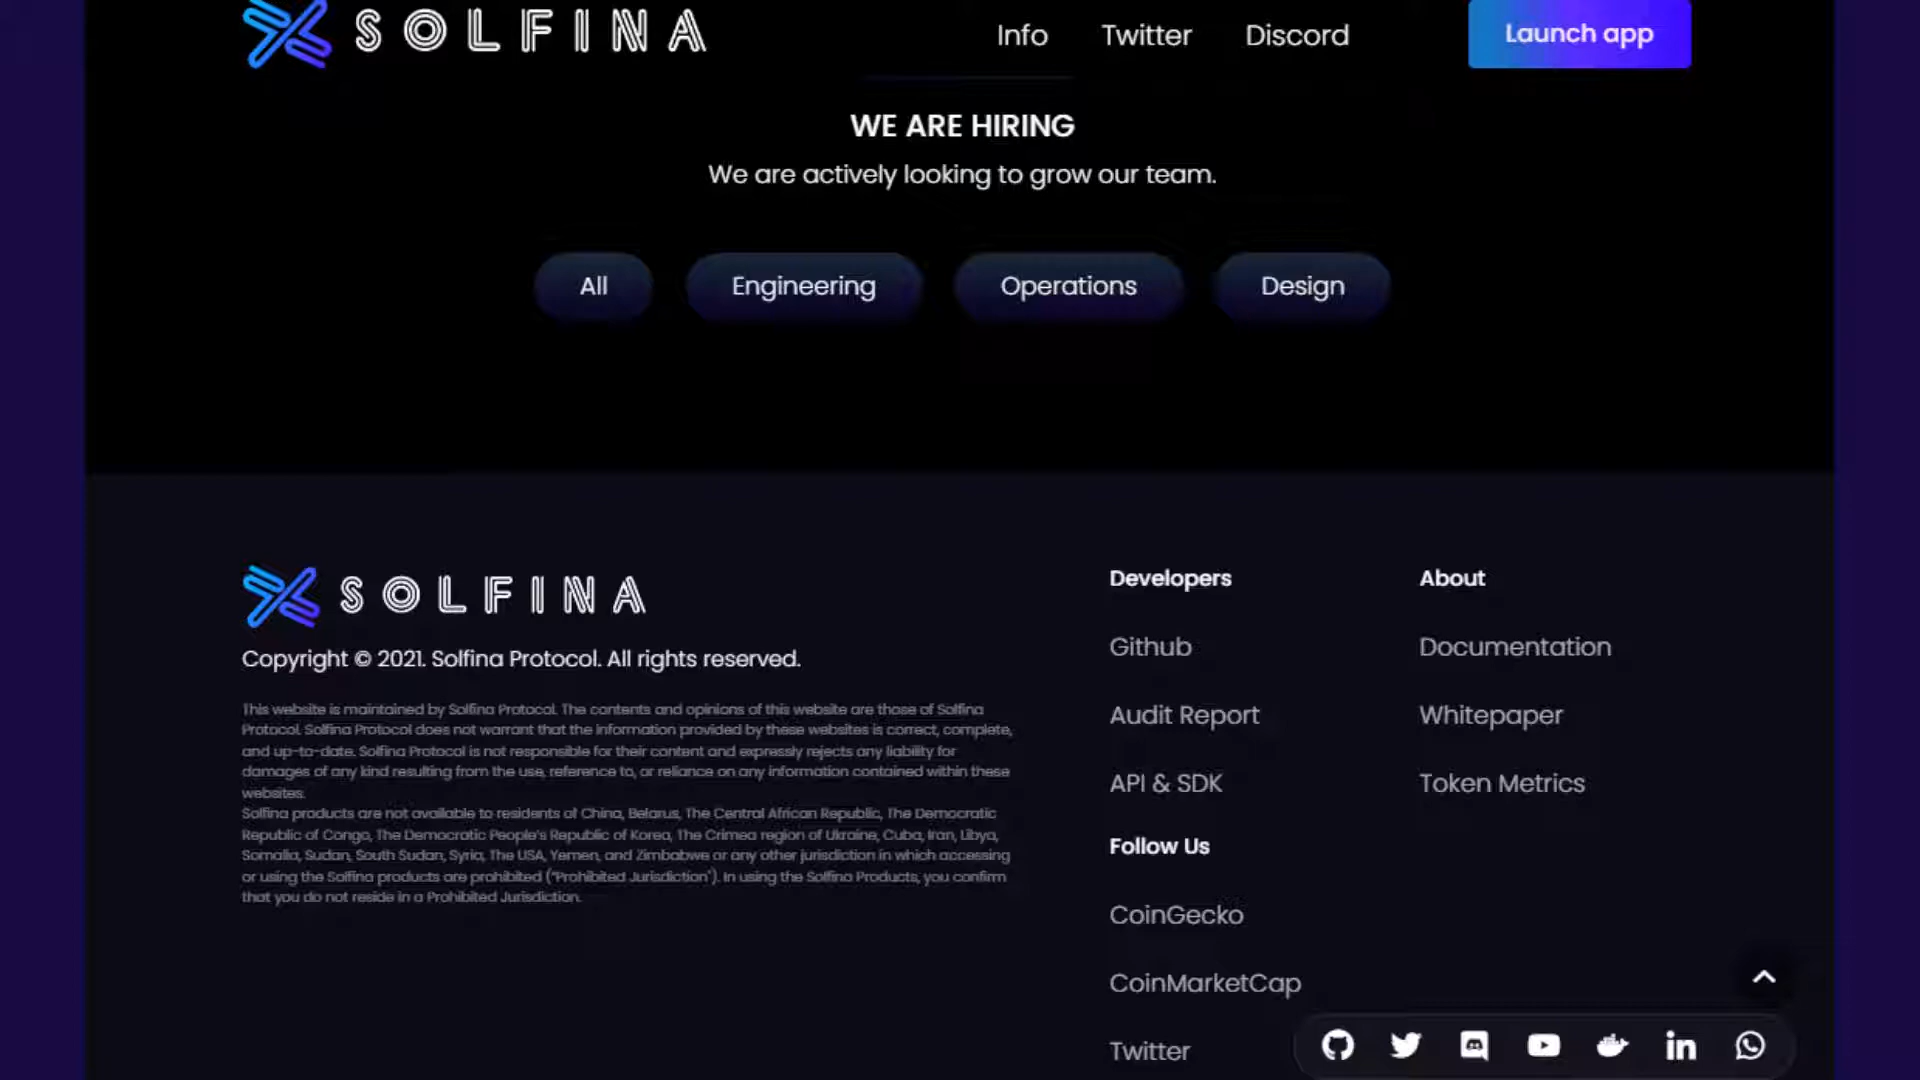 SOLFINA
Info Twitter Discord Launch app
WE ARE HIRING
We are actively looking to grow our team.
All Engineering Operations Design
SOLFINA
Copyright © 2021. Solfina Protocol. All rights reserved.
This website is maintained by Solfina Protocol. The contents and opinions of this website are those of Solfina
Protocol. Solfina Protocol does not warrant that the information provided by these websites is correct, complete,
and up-to-date. Solfina Protocol is not responsible for their content and expressly rejects any liability for
damages of any kind resulting from the use, reference to, or reliance on any information contained within these
websites.
Solfina products are not available to residents of China, Belarus, The Central African Republic, The Democratic
Republic of Congo, The Democratic People's Republic of Korea, The Crimea region of Ukraine, Cuba, Iran, Libya,
Somalia, Sudan, South Sudan, Syria, The USA, Yemen, and Zimbabwe or any other jurisdiction in which accessing
or using the Solfina products are prohibited ("Prohibited Jurisdiction"). In using the Solfina Products, you confirm
that you do not reside in a Prohibited Jurisdiction.
Developers
Github
Audit Report
API & SDK
Follow Us
CoinGecko
CoinMarketCap
Twitter
About
Documentation
Whitepaper
Token Metrics